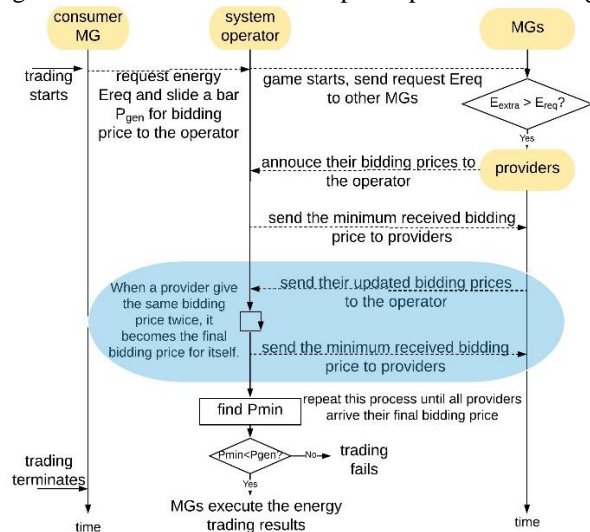 consumer
MG
system
operator
MGs
trading
starts
request energy
Ereq and slide a bar
Pgen for bidding
price to the operator
game starts, send request Ereq
to other MGs
Eextra > Ereq?
Yes
providers
annouce their bidding prices to
the operator
send the minimum received bidding
price to providers
When a provider give
the same bidding
price twice, it
becomes the final
bidding price for itself.
send their updated bidding prices
to the operator
send the minimum received bidding
price to providers
find Pmin
repeat this process until all providers
arrive their final bidding price
Pmin<Pgen?
No
trading
fails
Yes
trading
terminates
MGs execute the energy
trading results
time
time